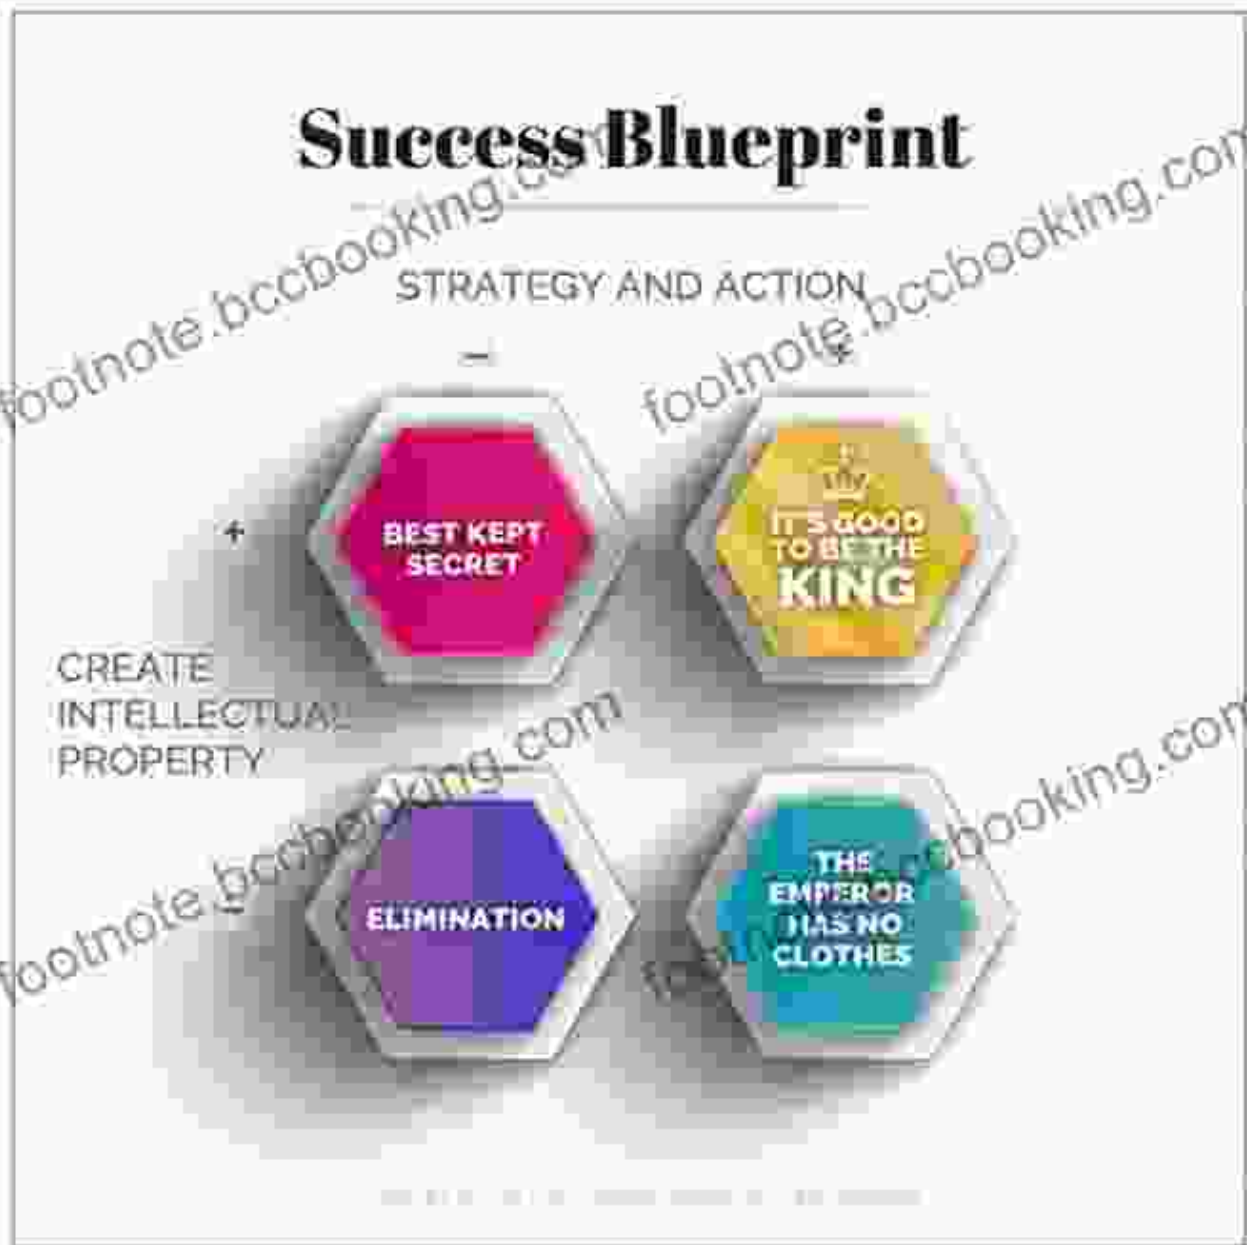 Success Blueprint
STRATEGY AND ACTION
− +
+
BEST KEPT
SECRET
IT'S GOOD
TO BE THE
KING
CREATE
INTELLECTUAL
PROPERTY
−
ELIMINATION
THE
EMPEROR
HAS NO
CLOTHES
footnote.bccbooking.com
footnote.bccbooking.com
footnote.bccbooking.com
footnote.bccbooking.com